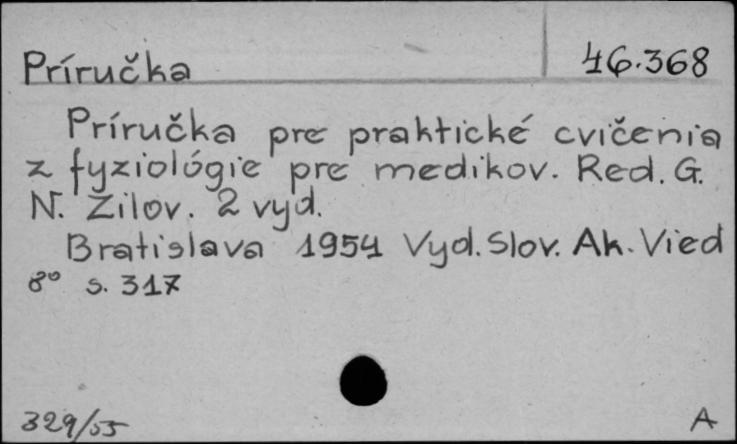 Príručka 46.368
Príručka pre praktické cvičenia
z fyziológie pre medikov. Red. G.
N. Zilov. 2 vyd.
Bratislava 1954 Vyd. Slov. Ak. Vied
8° s. 317
329/55 A